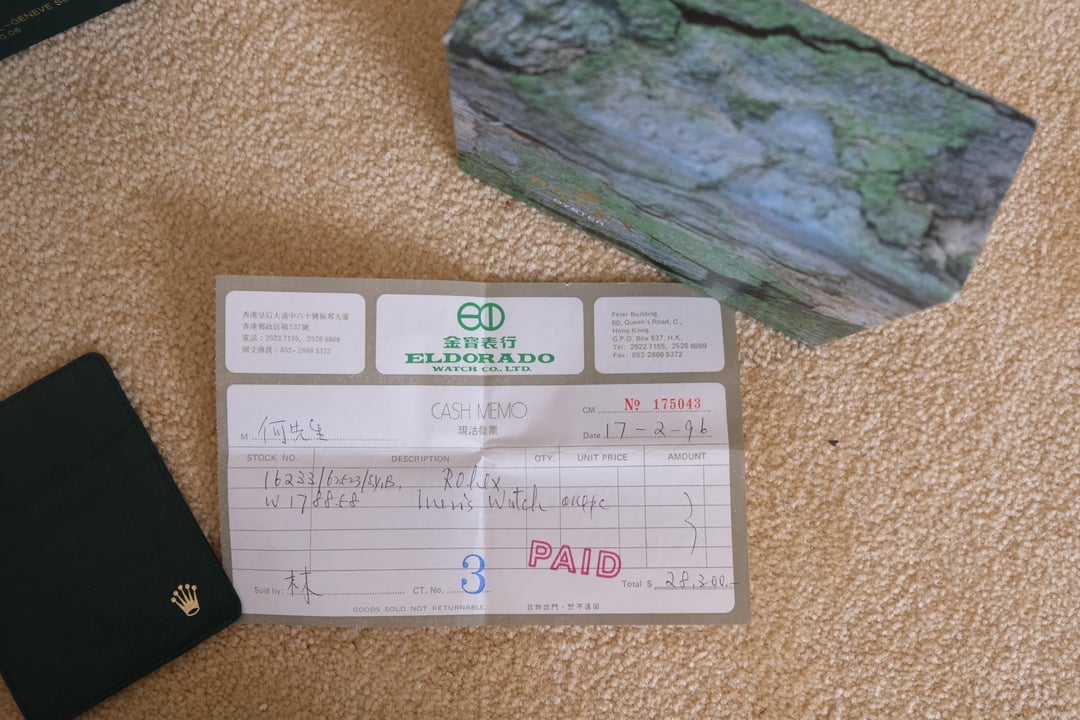 -GENEVE
香港皇后大道中六十號振邦大廈
香港郵政信箱537號
電話：2522 7155, 2526 6869
圖文傳真：852-2868 5372
金寶表行
ELDORADO
WATCH CO., LTD.
Peter Building,
60, Queen's Road, C.,
Hong Kong.
G.P.O. Box 537, H.K.
Tel: 2522 7155, 2526 6869
Fax: 852-2868 5372
CASH MEMO
現沽發票
CM Nº 175043
M 何先生
Date 17-2-96
STOCK NO. DESCRIPTION QTY. UNIT PRICE AMOUNT
16233/62523/ Rolex
W178858 men's Watch
PAID
Sold by: 林 CT. No. 3 Total $ 28,300.-
GOODS SOLD NOT RETURNABLE. 貨物出門，恕不退回